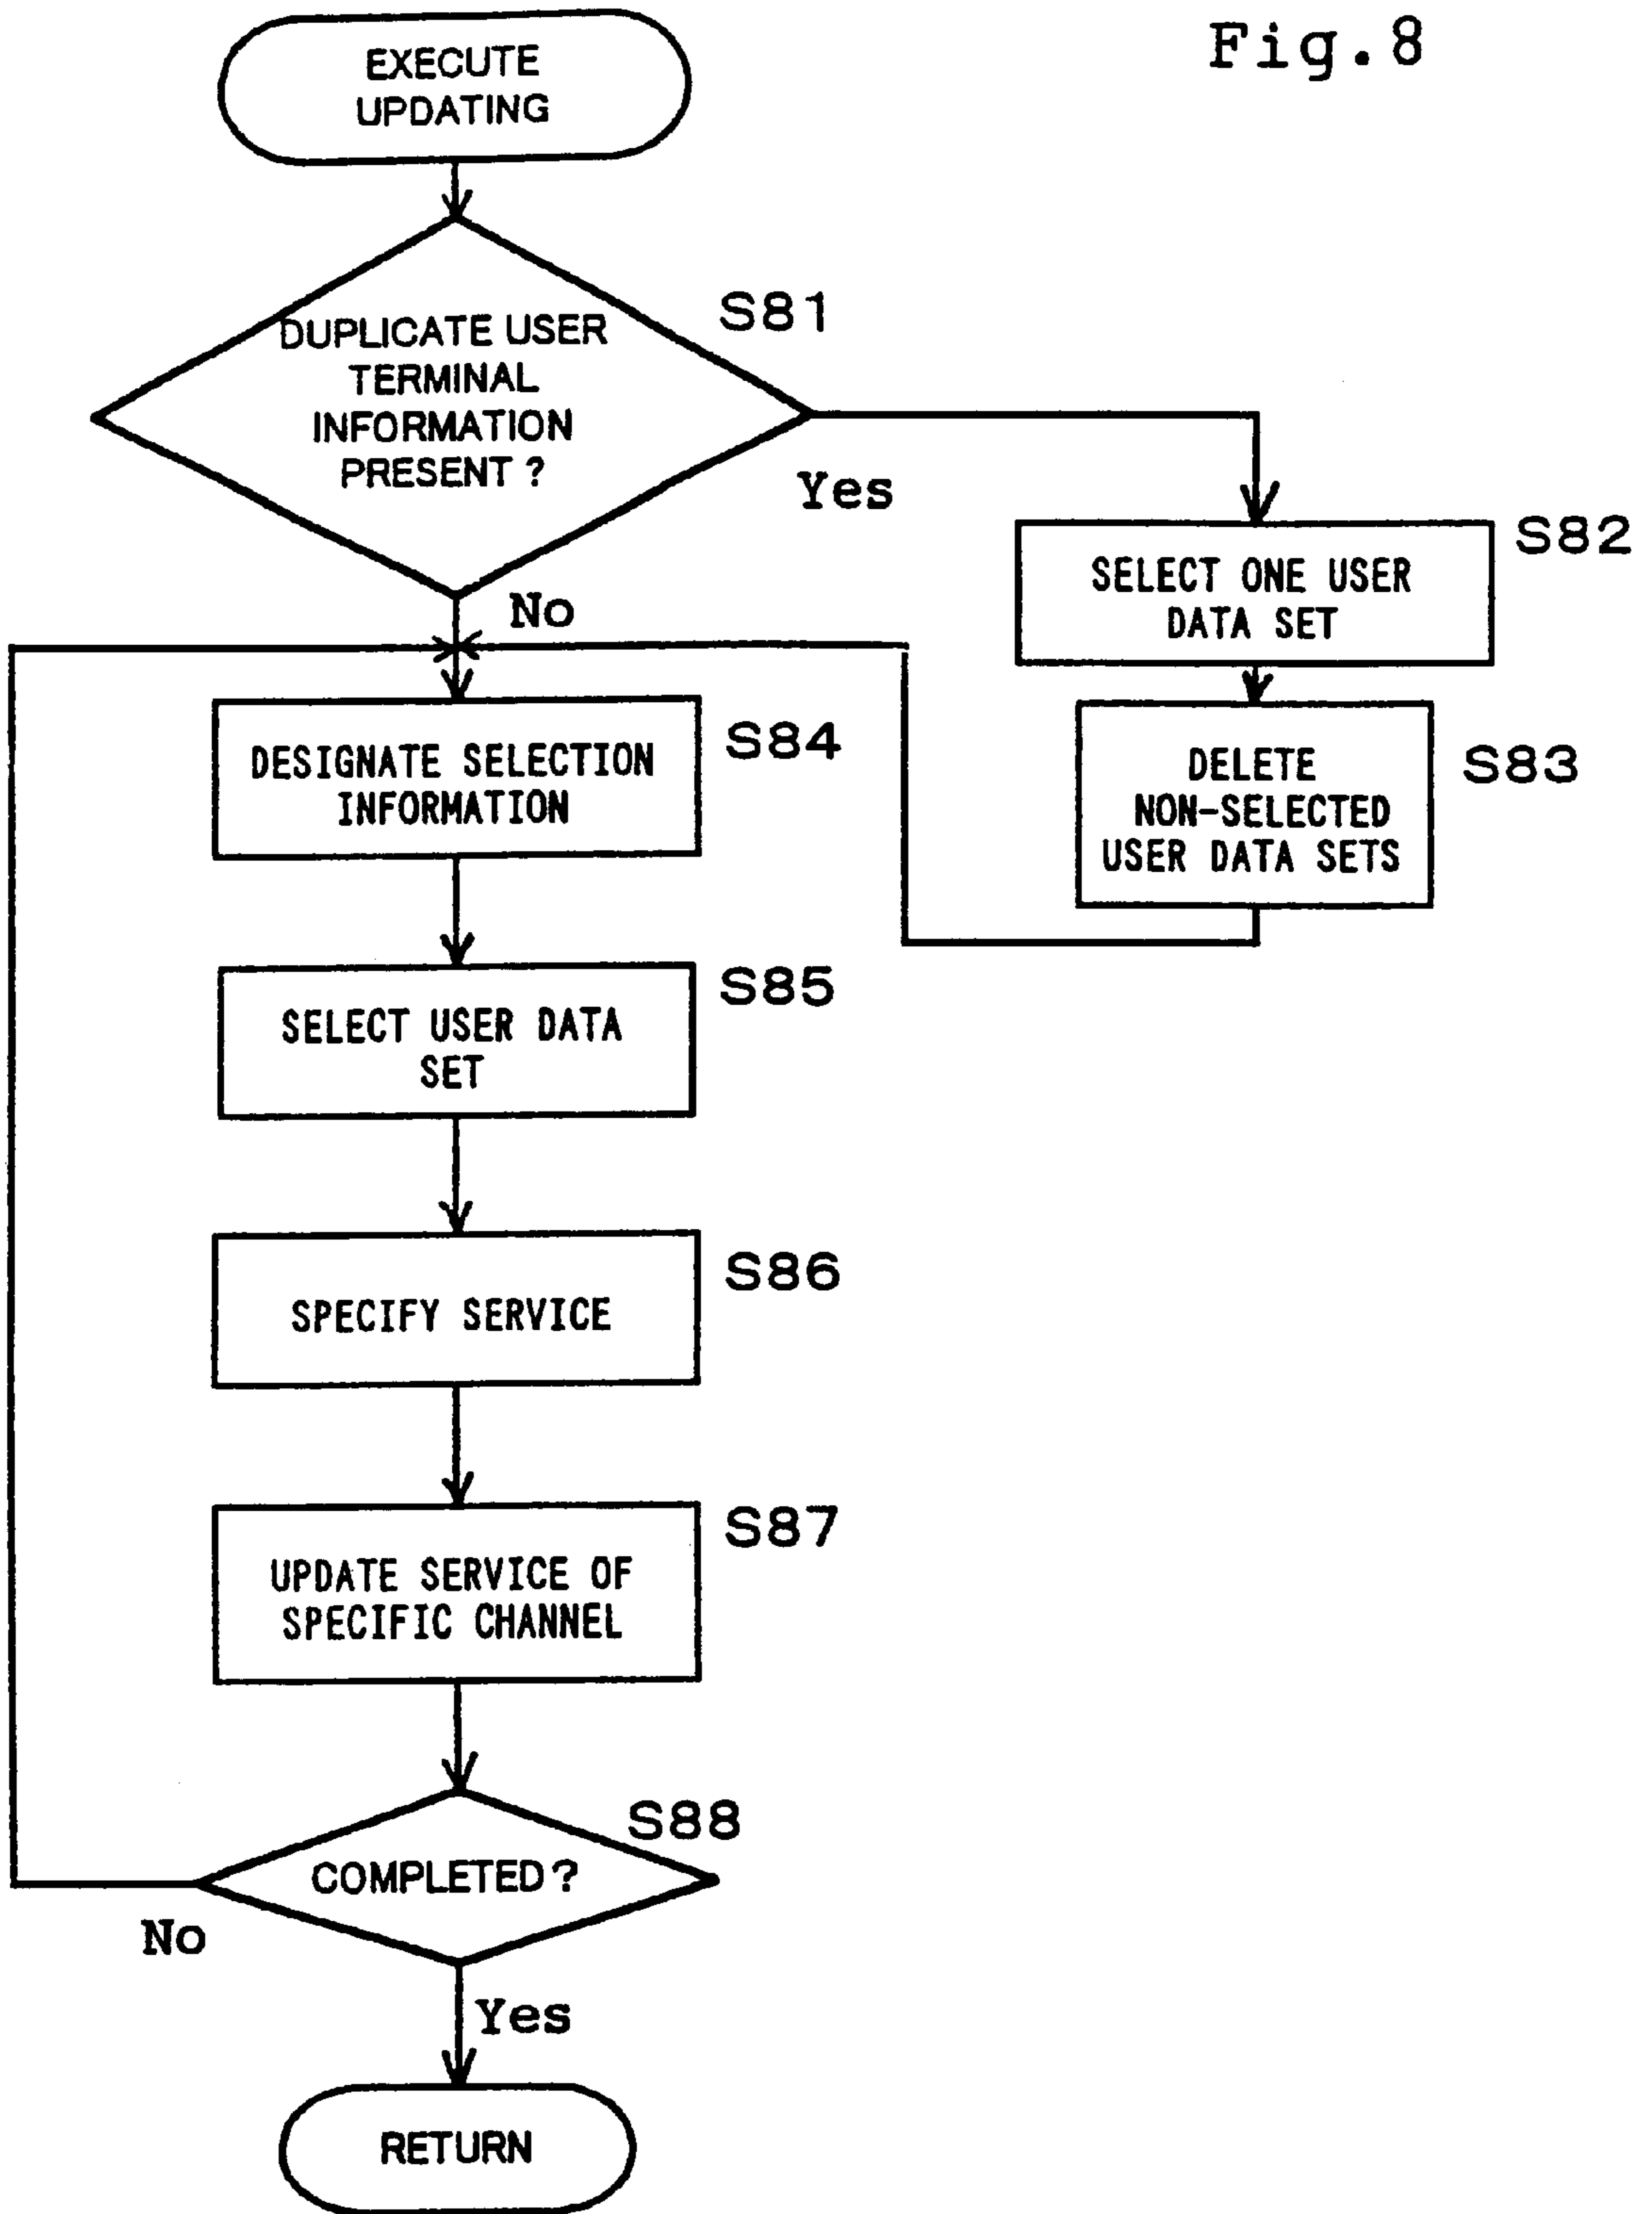 Fig.8
EXECUTE
UPDATING
S81
DUPLICATE USER
TERMINAL
INFORMATION
PRESENT ?
Yes
No
S82
SELECT ONE USER
DATA SET
S83
DELETE
NON-SELECTED
USER DATA SETS
S84
DESIGNATE SELECTION
INFORMATION
S85
SELECT USER DATA
SET
S86
SPECIFY SERVICE
S87
UPDATE SERVICE OF
SPECIFIC CHANNEL
S88
COMPLETED ?
No
Yes
RETURN